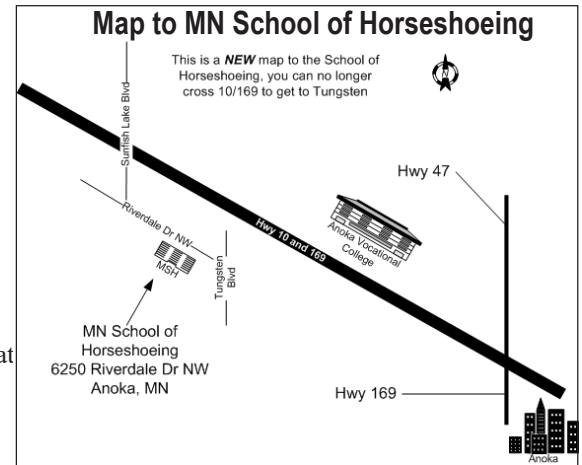 Map to MN School of Horseshoeing
This is a NEW map to the School of
Horseshoeing, you can no longer
cross 10/169 to get to Tungsten
N
Sunfish Lake Blvd
Hwy 47
Riverdale Dr NW
Hwy 10 and 169
Anoka Vocational
College
MSH
Tungsten
Blvd
MN School of
Horseshoeing
6250 Riverdale Dr NW
Anoka, MN
at
Hwy 169
Anoka